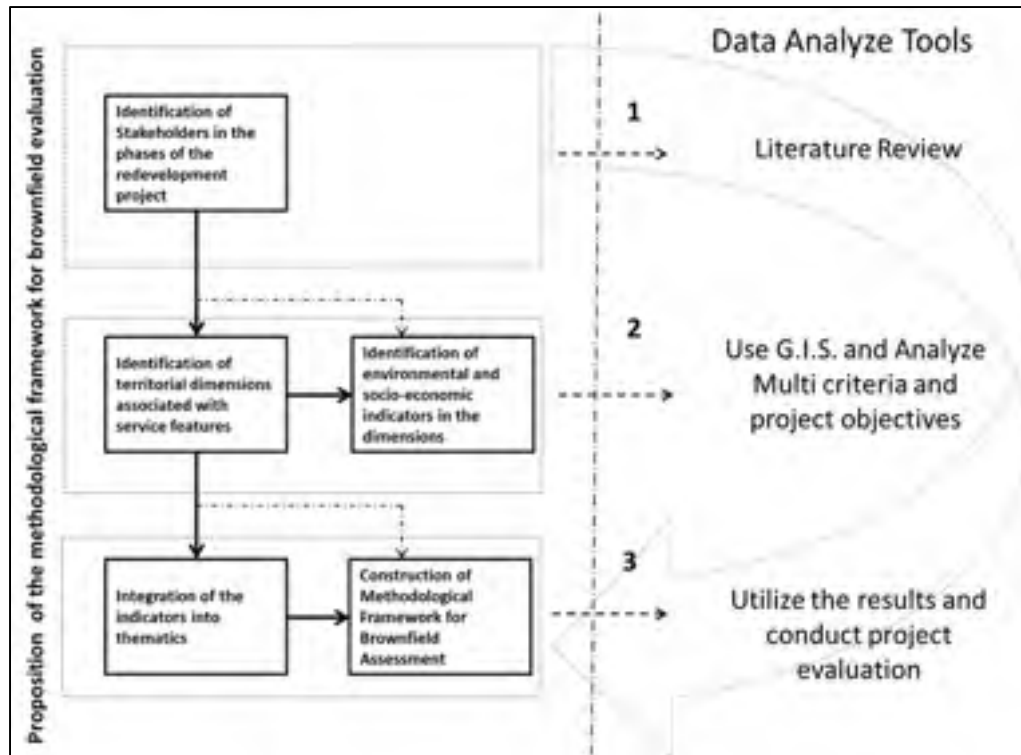 Proposition of the methodological framework for brownfield evaluation
Data Analyze Tools
Identification of
Stakeholders in the
phases of the
redevelopment
project
1
Literature Review
Identification of
territorial dimensions
associated with
service features
Identification of
environmental and
socio-economic
indicators in the
dimensions
2
Use G.I.S. and Analyze
Multi criteria and
project objectives
Integration of the
indicators into
thematics
Construction of
Methodological
Framework for
Brownfield
Assessment
3
Utilize the results and
conduct project
evaluation